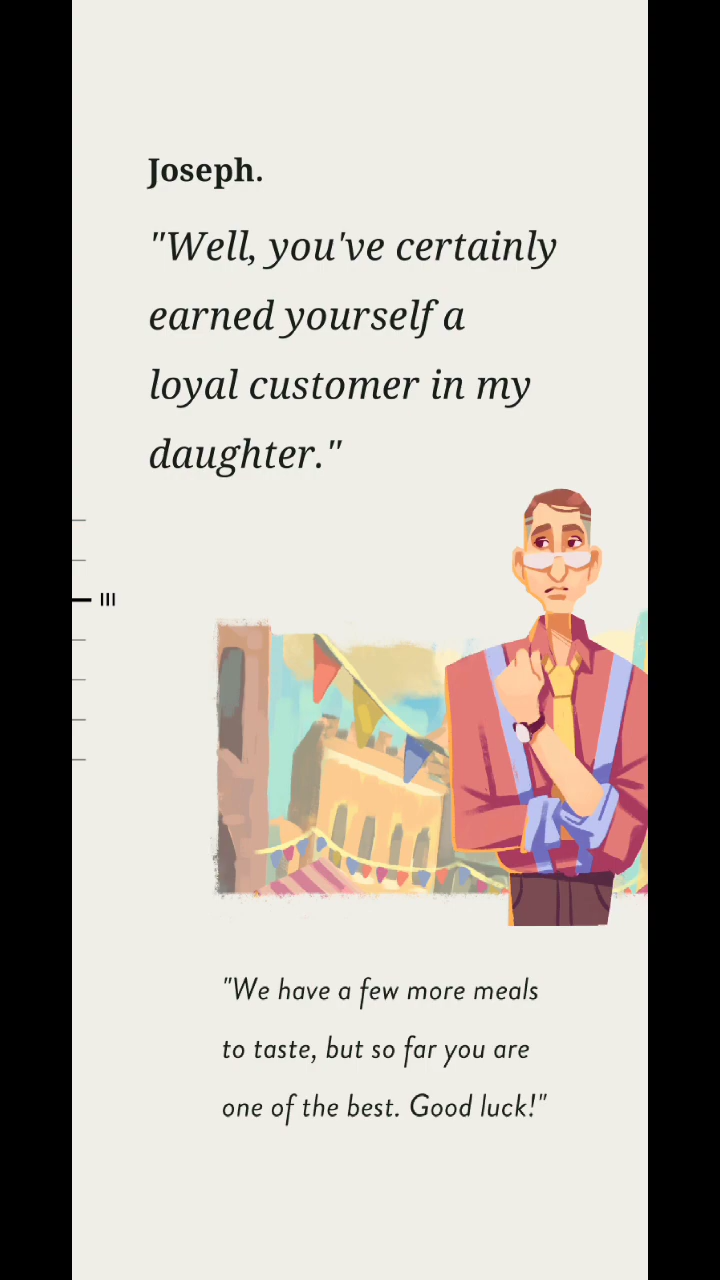 Joseph.
"Well, you've certainly
earned yourself a
loyal customer in my
daughter."
III
"We have a few more meals
to taste, but so far you are
one of the best. Good luck!"